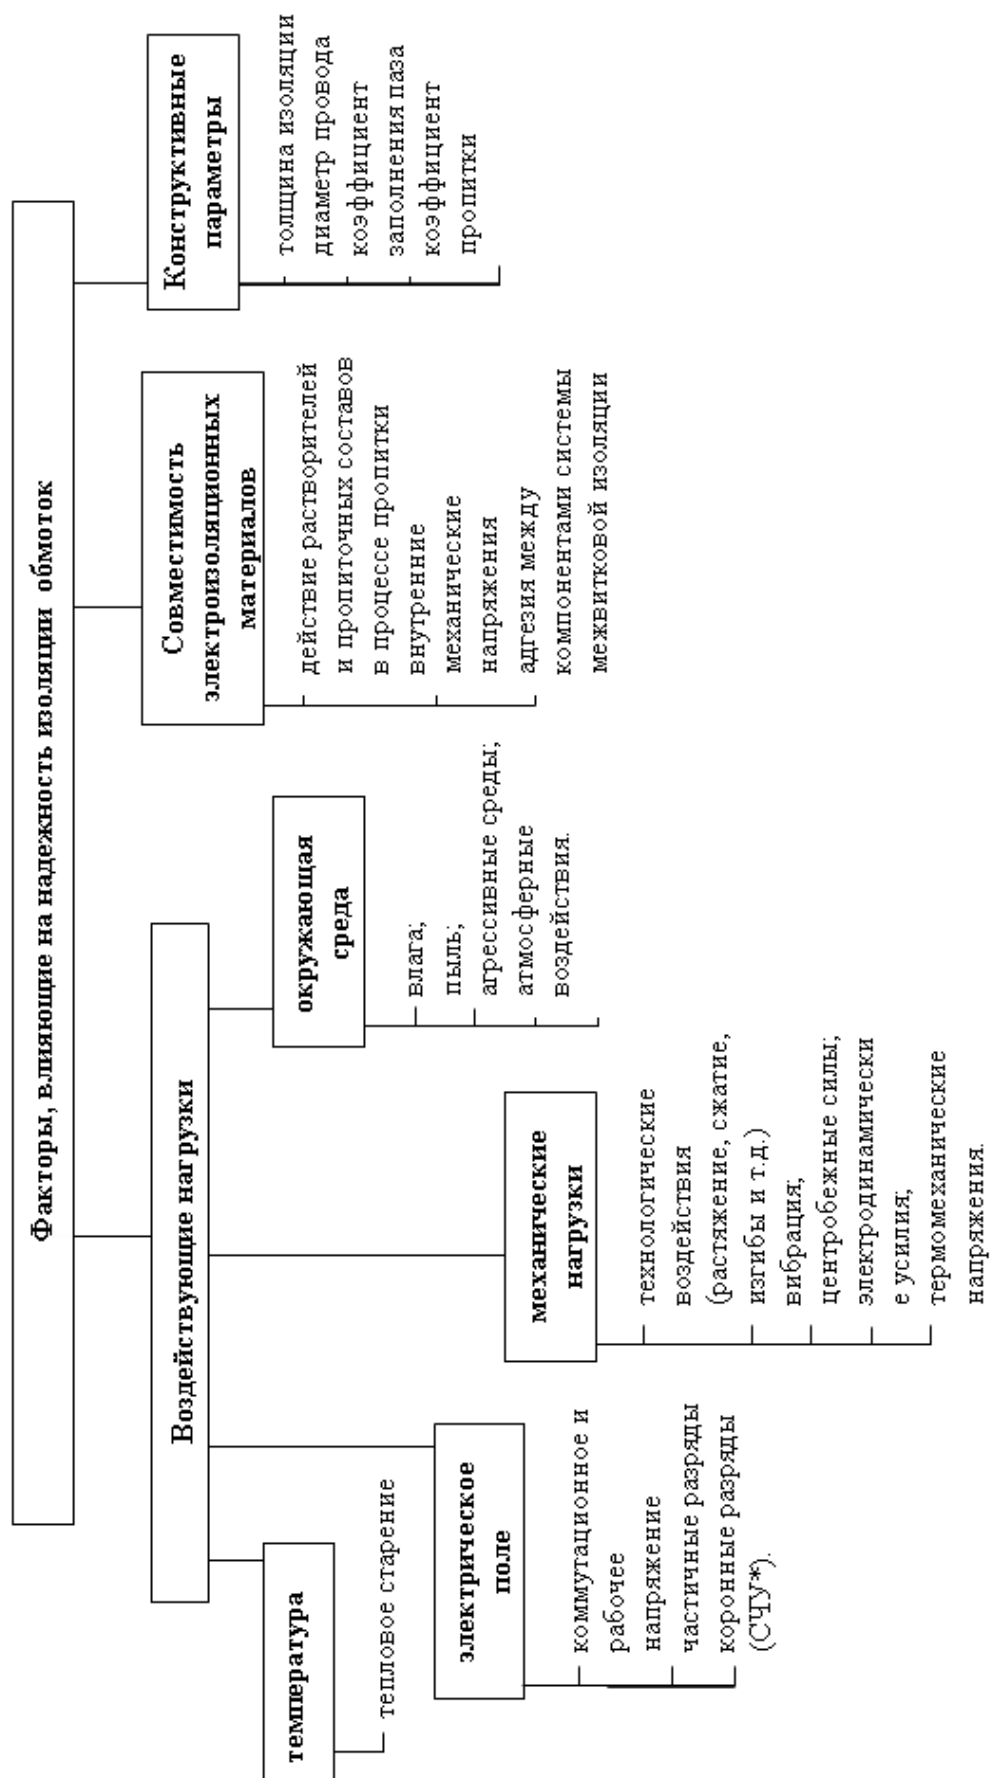 Факторы, влияющие на надежность изоляции обмоток
Воздействующие нагрузки
температура
тепловое старение
электрическое
поле
коммутационное и
рабочее
напряжение
частичные разряды
коронные разряды
(СЧУ*).
механические
нагрузки
технологические
воздействия
(растяжение, сжатие,
изгибы и т.д.)
вибрация;
центробежные силы;
электродинамически
е усилия;
термомеханические
напряжения.
окружающая
среда
влага;
пыль;
агрессивные среды;
атмосферные
воздействия.
Совместимость
электроизоляционных
материалов
действие растворителей
и пропиточных составов
в процессе пропитки
внутренние
механические
напряжения
адгезия между
компонентами системы
межвитковой изоляции
Конструктивные
параметры
толщина изоляции
диаметр провода
коэффициент
заполнения паза
коэффициент
пропитки